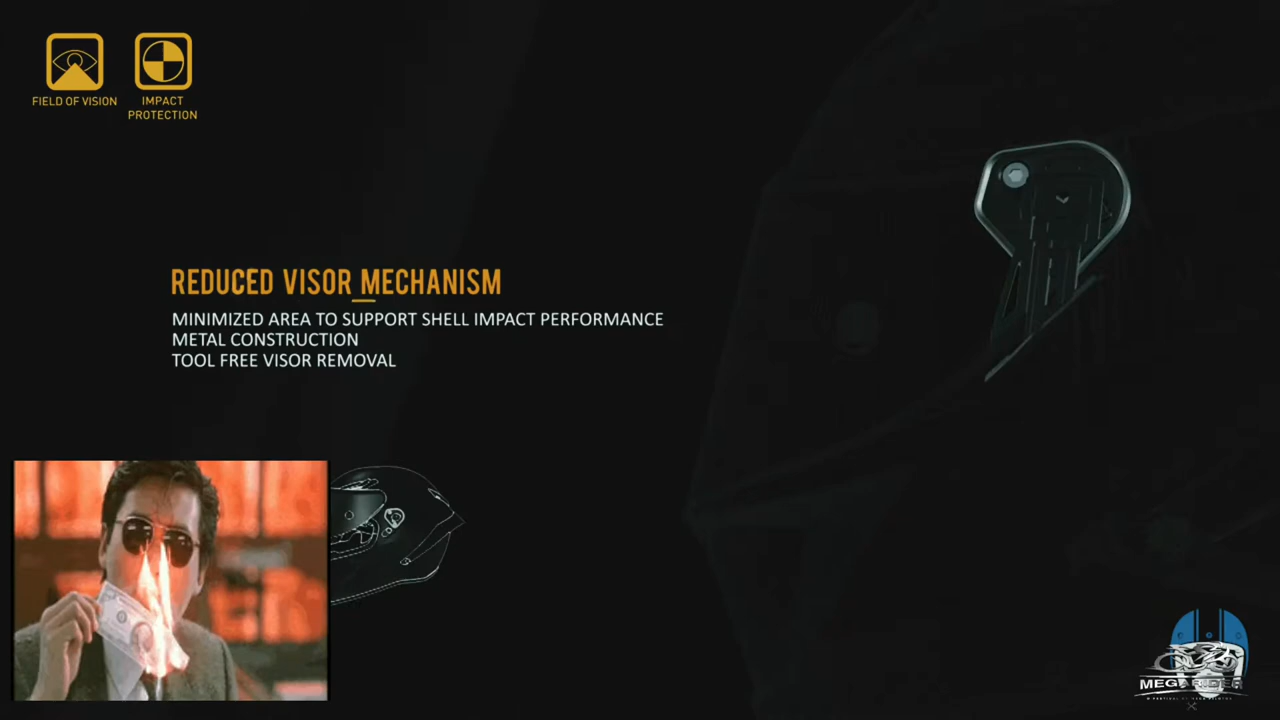 FIELD OF VISION
IMPACT
PROTECTION
REDUCED VISOR MECHANISM
MINIMIZED AREA TO SUPPORT SHELL IMPACT PERFORMANCE
METAL CONSTRUCTION
TOOL FREE VISOR REMOVAL
MEGARIDER